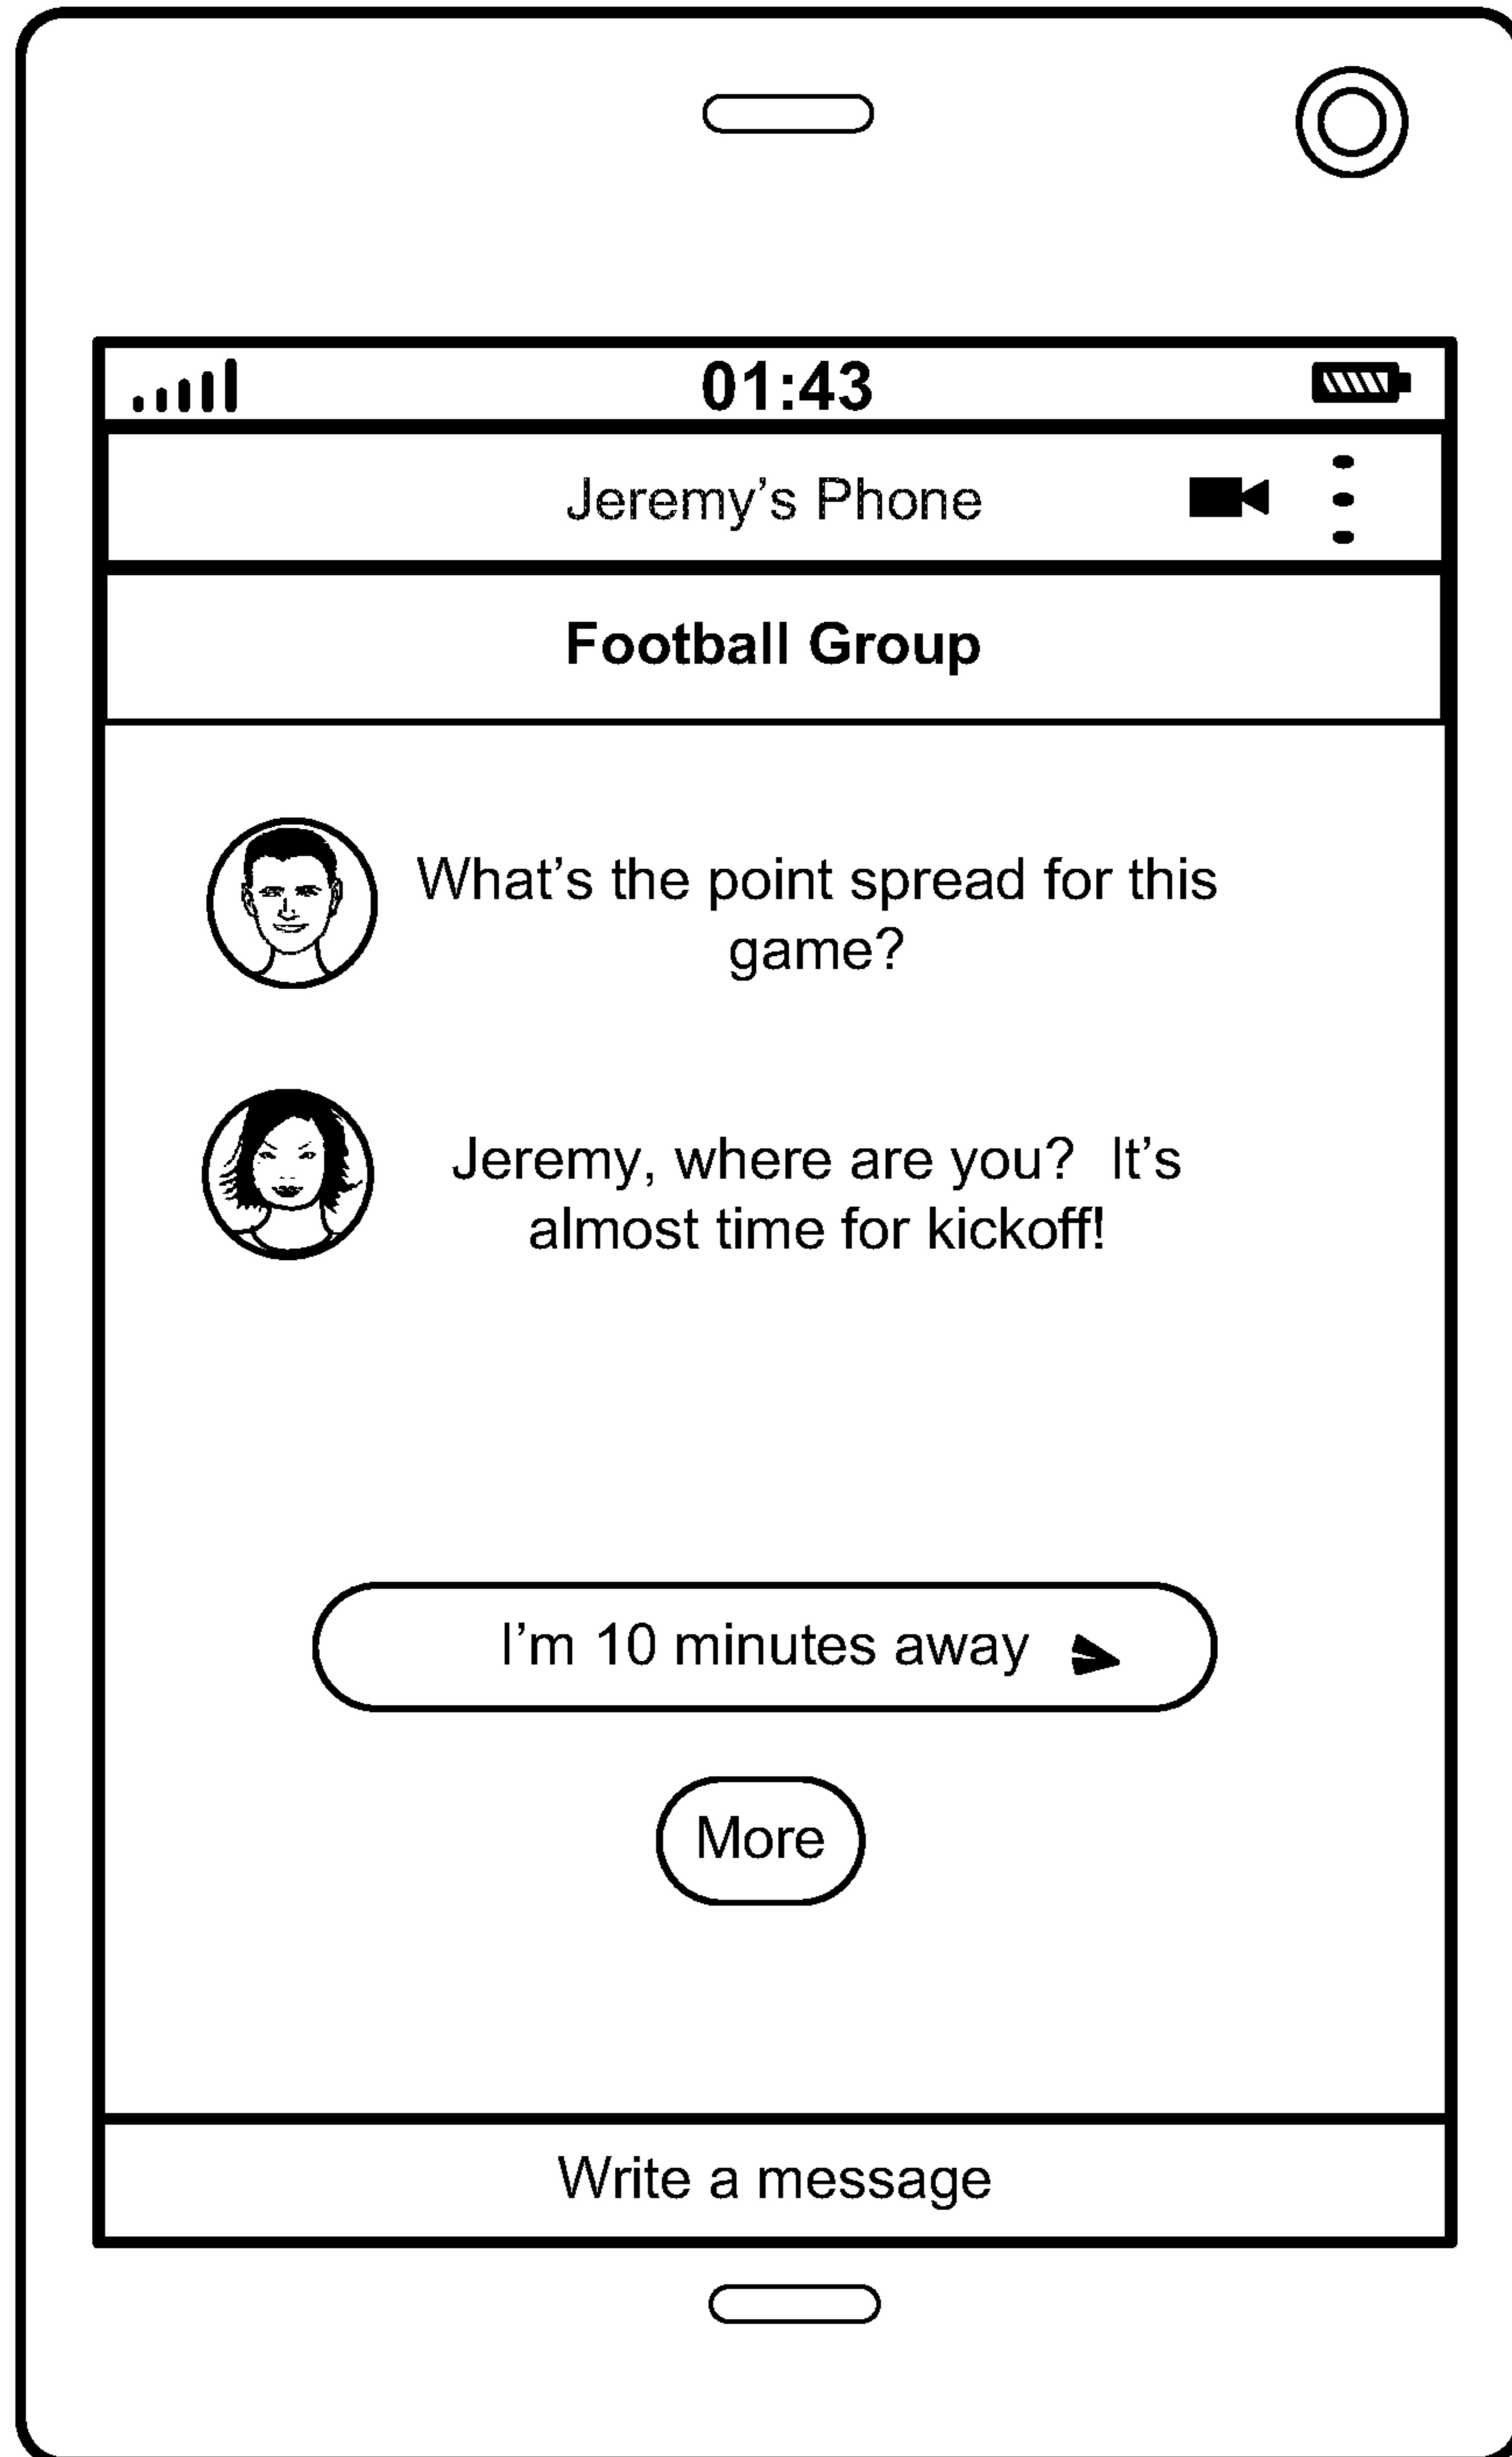 01:43
Jeremy’s Phone
Football Group
What’s the point spread for this
game?
Jeremy, where are you?  It’s
almost time for kickoff!
I’m 10 minutes away
More
Write a message